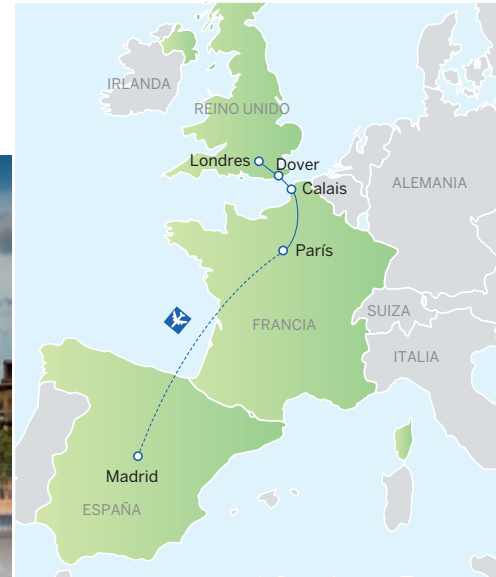 IRLANDA
REINO UNIDO
Londres
Dover
Calais
ALEMANIA
París
SUIZA
FRANCIA
ITALIA
Madrid
ESPAÑA